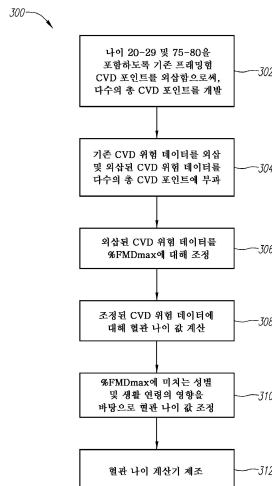 300
나이 20-29 및 75-80을
포함하도록 기존 프래밍험
CVD 포인트를 외삽함으로써,
다수의 총 CVD 포인트를 개발
302
기존 CVD 위험 데이터를 외삽
및 외삽된 CVD 위험 데이터를
다수의 총 CVD 포인트에 부과
304
외삽된 CVD 위험 데이터를
%FMDmax에 대해 조정
306
조정된 CVD 위험 데이터에
대해 혈관 나이 값 계산
308
%FMDmax에 미치는 성별
및 생활 연령의 영향을
바탕으로 혈관 나이 값 조정
310
혈관 나이 계산기 제조
312